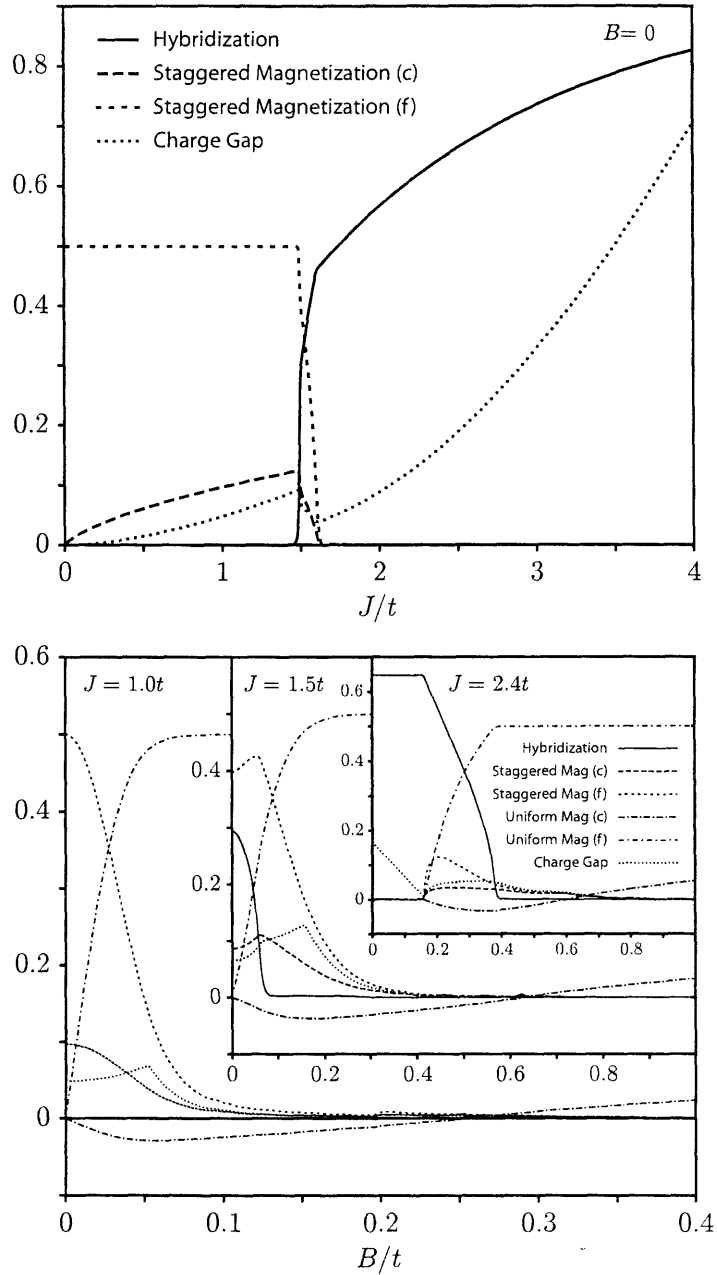 B= 0
Hybridization
Staggered Magnetization (c)
Staggered Magnetization (f)
Charge Gap
0.8
0.6
0.4
0.2
0
0 1 2 3 4
J/t
0.6
0.4
0.2
0
J = 1.0t
J = 1.5t
0.4
0.2
0
J = 2.4t
0.6
0.4
0.2
0
Hybridization
Staggered Mag (c)
Staggered Mag (f)
Uniform Mag (c)
Uniform Mag (f)
Charge Gap
0 0.2 0.4 0.6 0.8
0 0.2 0.4 0.6 0.8
0 0.1 0.2 0.3 0.4
B/t